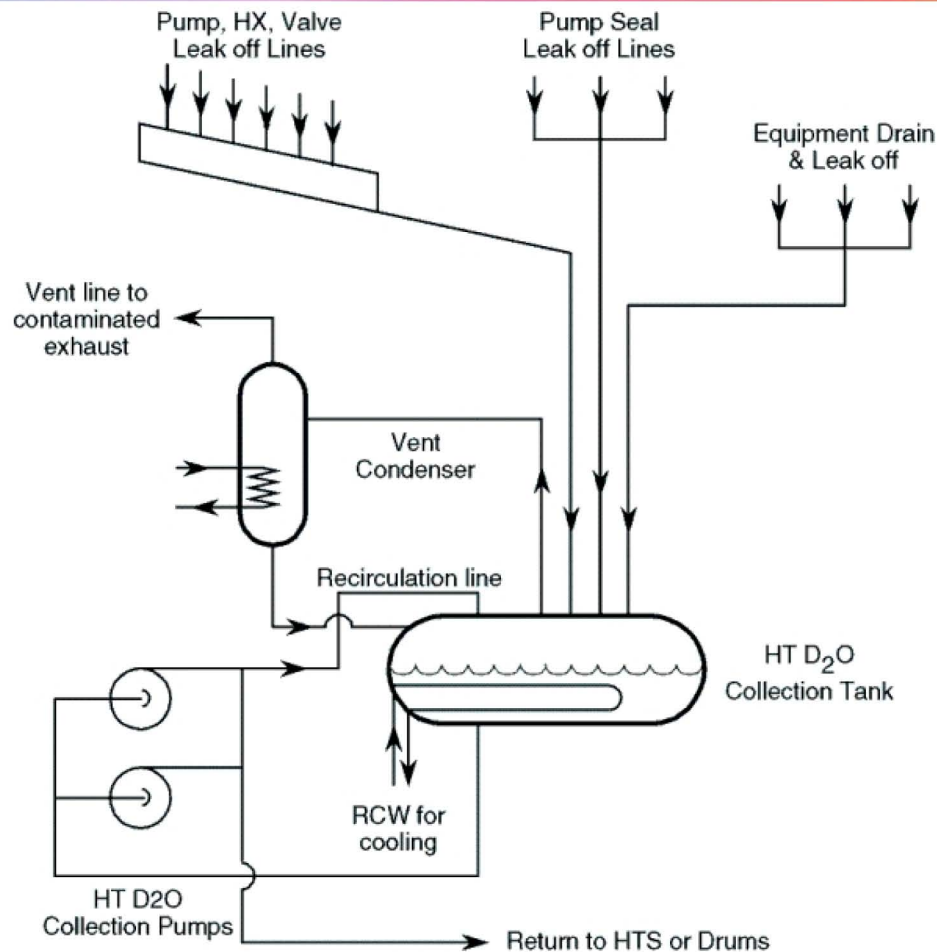 Pump, HX, Valve
Leak off Lines
Pump Seal
Leak off Lines
Equipment Drain
& Leak off
Vent line to
contaminated
exhaust
Vent
Condenser
Recirculation line
HT D₂O
Collection Tank
RCW for
cooling
HT D2O
Collection Pumps
Return to HTS or Drums